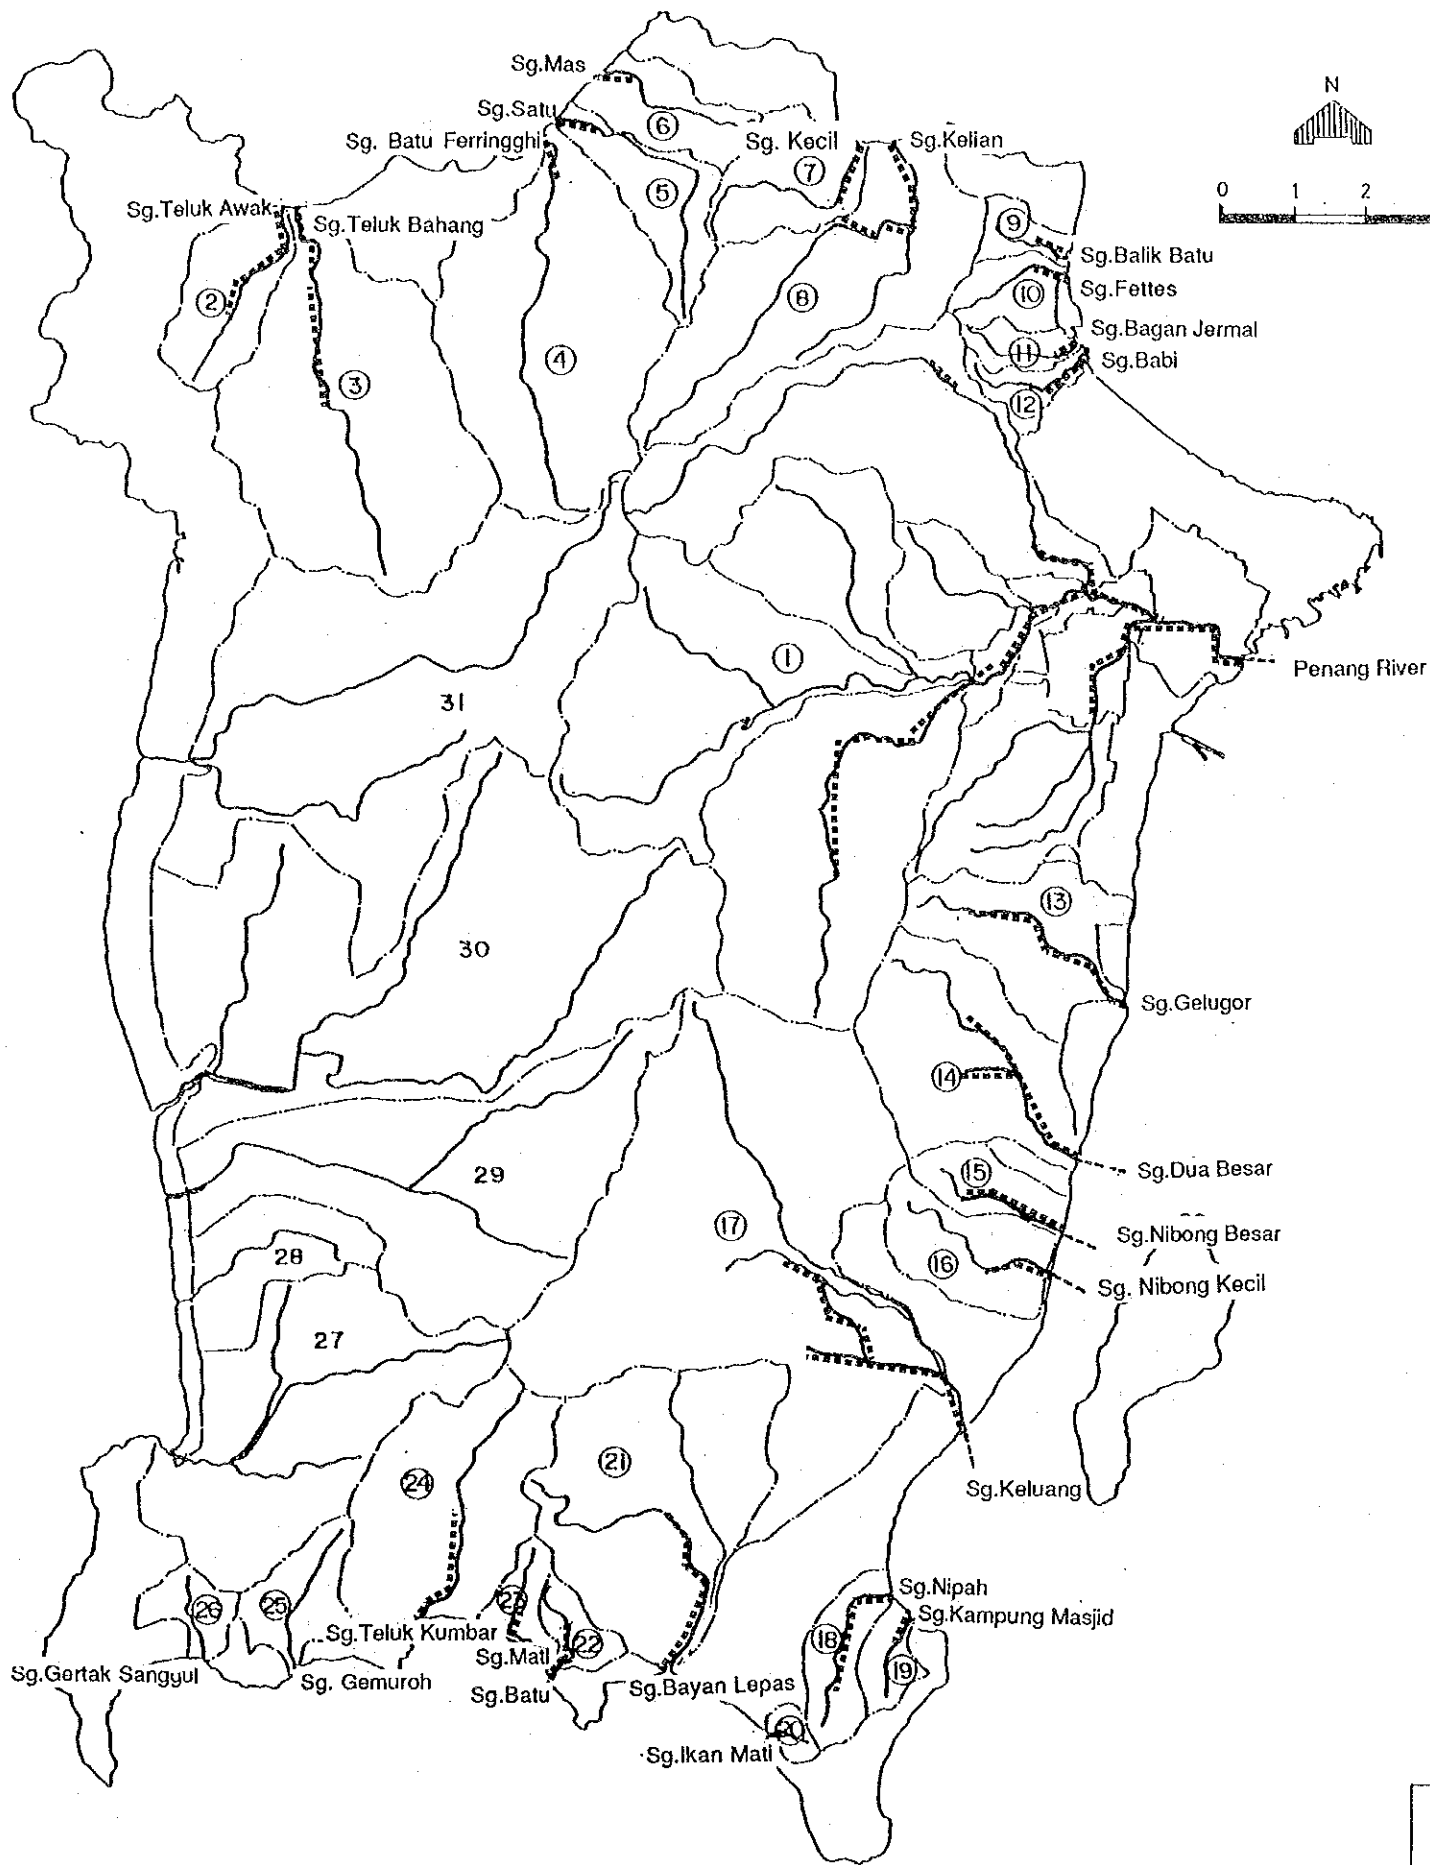 Sg.Mas
N
Sg.Satu
6
Sg. Batu Ferringghi
Sg. Kecil
Sg.Kelian
7
5
0 1 2
Sg.Teluk Awak
Sg.Teluk Bahang
9
Sg.Balik Batu
2
8
10
Sg.Fettes
Sg.Bagan Jermal
11
4
Sg.Babi
3
12
1
Penang River
31
13
30
Sg.Gelugor
14
29
15
Sg.Dua Besar
17
Sg.Nibong Besar
28
16
Sg. Nibong Kecil
27
21
24
Sg.Keluang
Sg.Nipah
23
26
25
Sg.Kampung Masjid
Sg.Teluk Kumbar
18
22
Sg.Mati
19
Sg.Gertak Sanggul
Sg. Gemuroh
Sg.Bayan Lepas
Sg.Batu
20
Sg.Ikan Mati